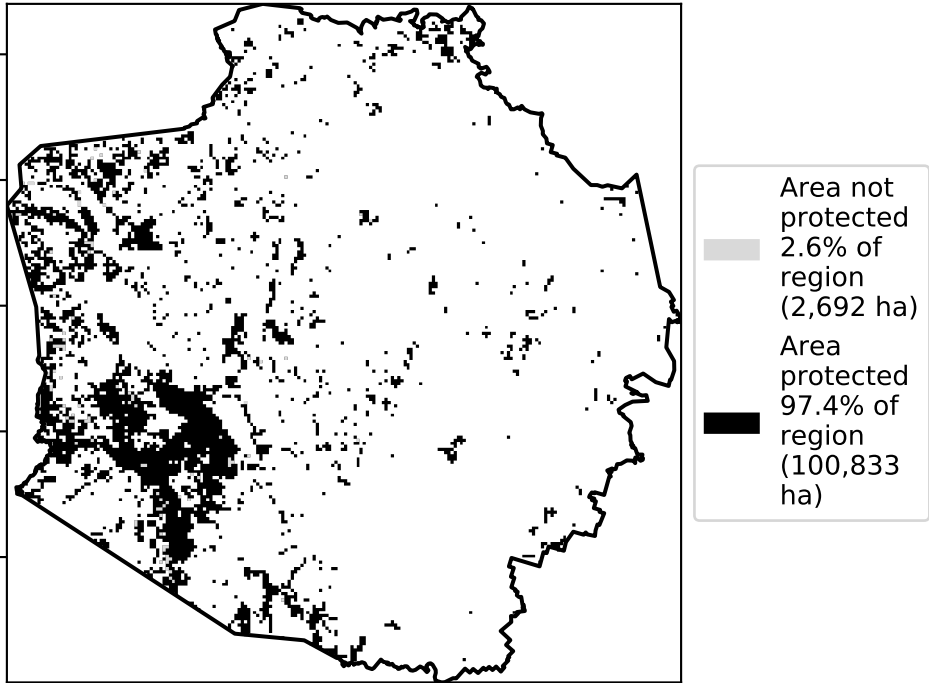 Area not
protected
2.6% of
region
(2,692 ha)
Area
protected
97.4% of
region
(100,833
ha)